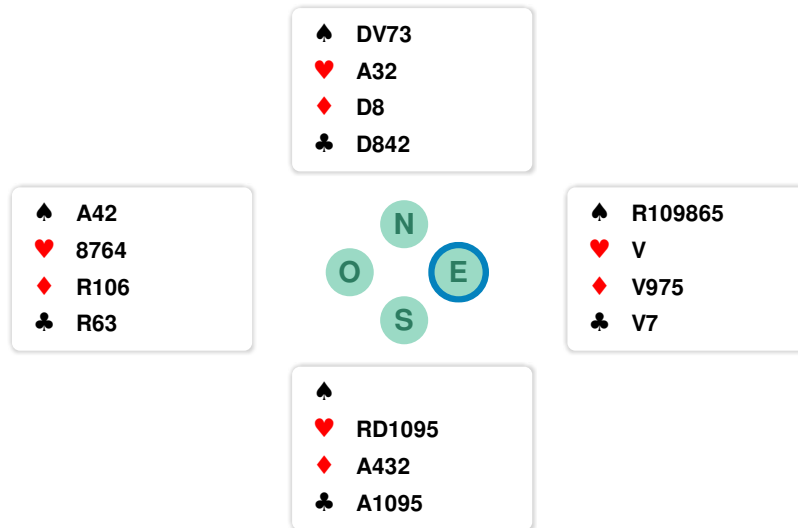 ♠ DV73
♥ A32
♦ D8
♣ D842
♠ A42
♥ 8764
♦ R106
♣ R63
N
O
E
S
♠ R109865
♥ V
♦ V975
♣ V7
♠
♥ RD1095
♦ A432
♣ A1095